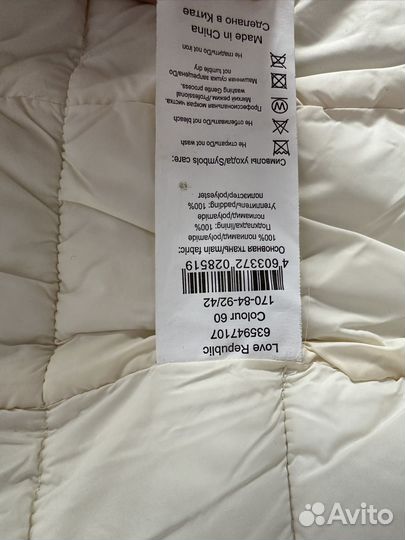 Love Republic
635947107
Colour 60
170-84-92/42
4 603372 028519
Основная ткань/main fabric:
100% полиамид/polyamide
Подкладка/lining: 100%
полиамид/polyamide
Утеплитель/padding: 100%
полиэстер/polyester
Символы ухода/Symbols care:
Не стирать/Do not wash
Не отбеливать/Do not bleach
Профессиональная мокрая чистка.
Мягкий режим./Professional
washing Gentle process
Машинная сушка запрещена/Do
not tumble dry
Не гладить/Do not iron
Made in China
Сделано в Китае
Avito